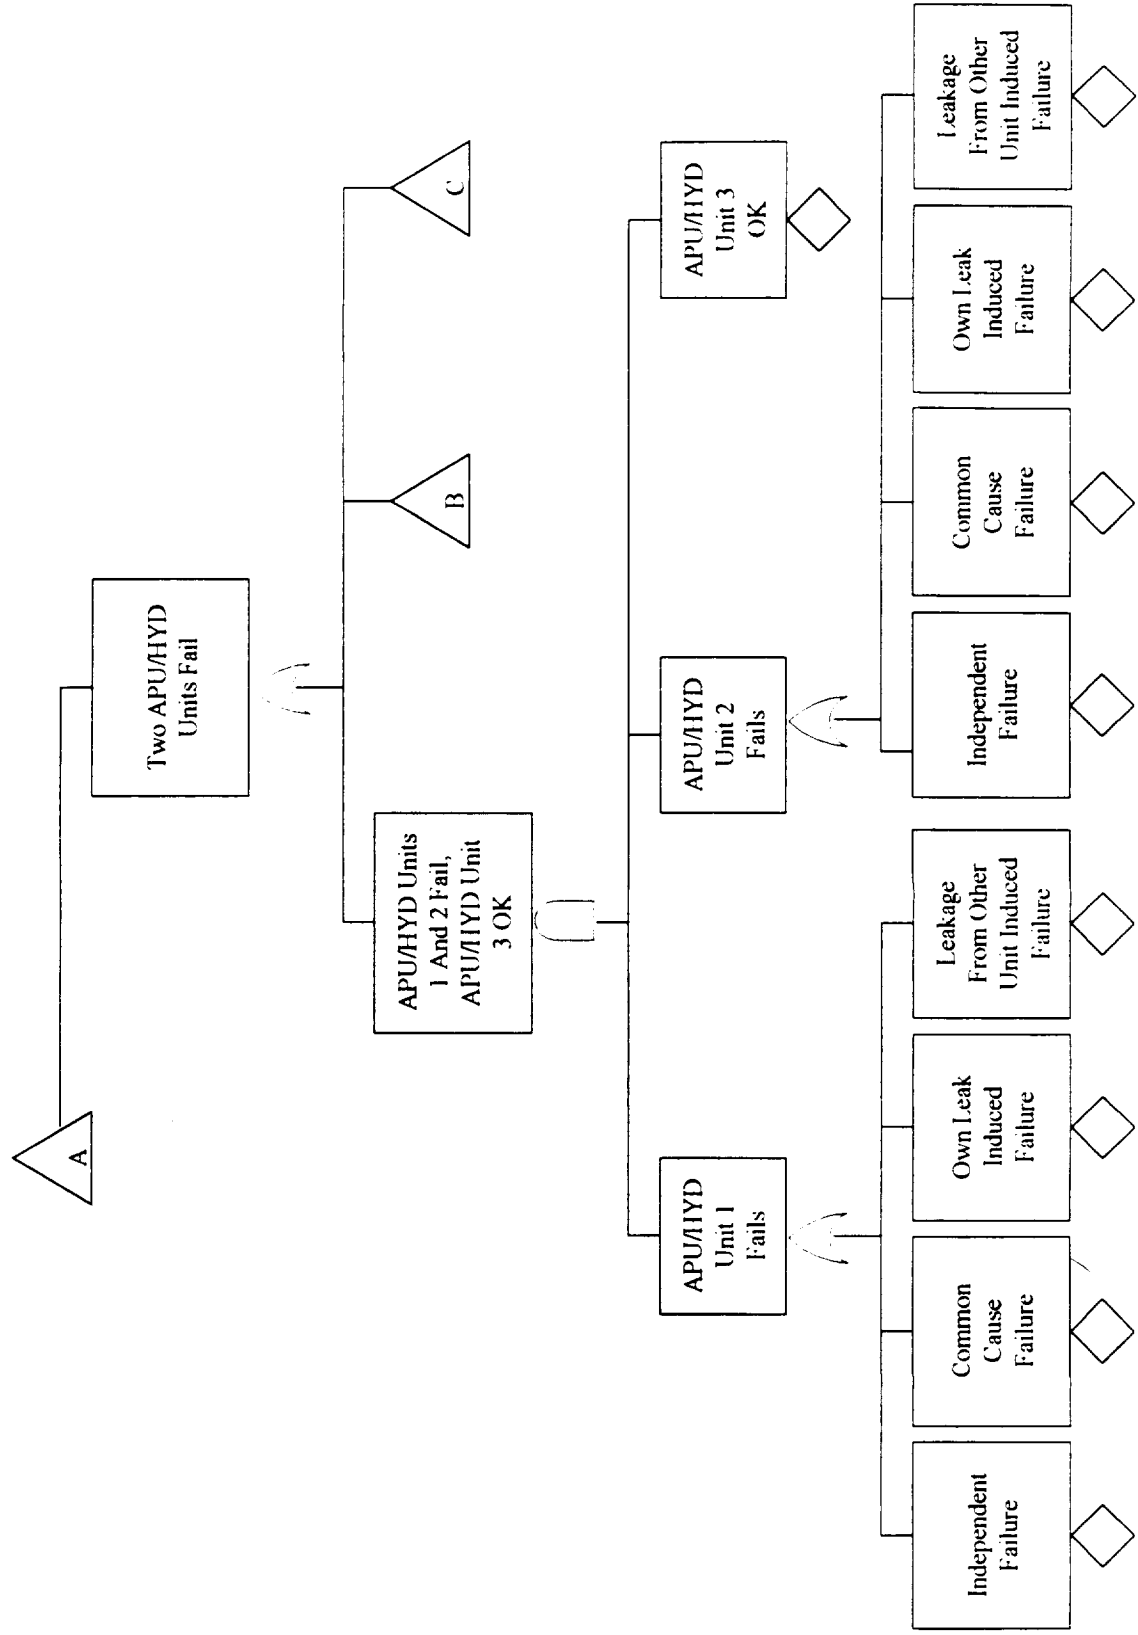 A
Two APU/HYD
Units Fail
APU/HYD Units
1 And 2 Fail,
APU/HYD Unit
3 OK
B
C
APU/HYD
Unit 1
Fails
APU/HYD
Unit 2
Fails
APU/HYD
Unit 3
OK
Independent
Failure
Common
Cause
Failure
Own Leak
Induced
Failure
Leakage
From Other
Unit Induced
Failure
Independent
Failure
Common
Cause
Failure
Own Leak
Induced
Failure
Leakage
From Other
Unit Induced
Failure